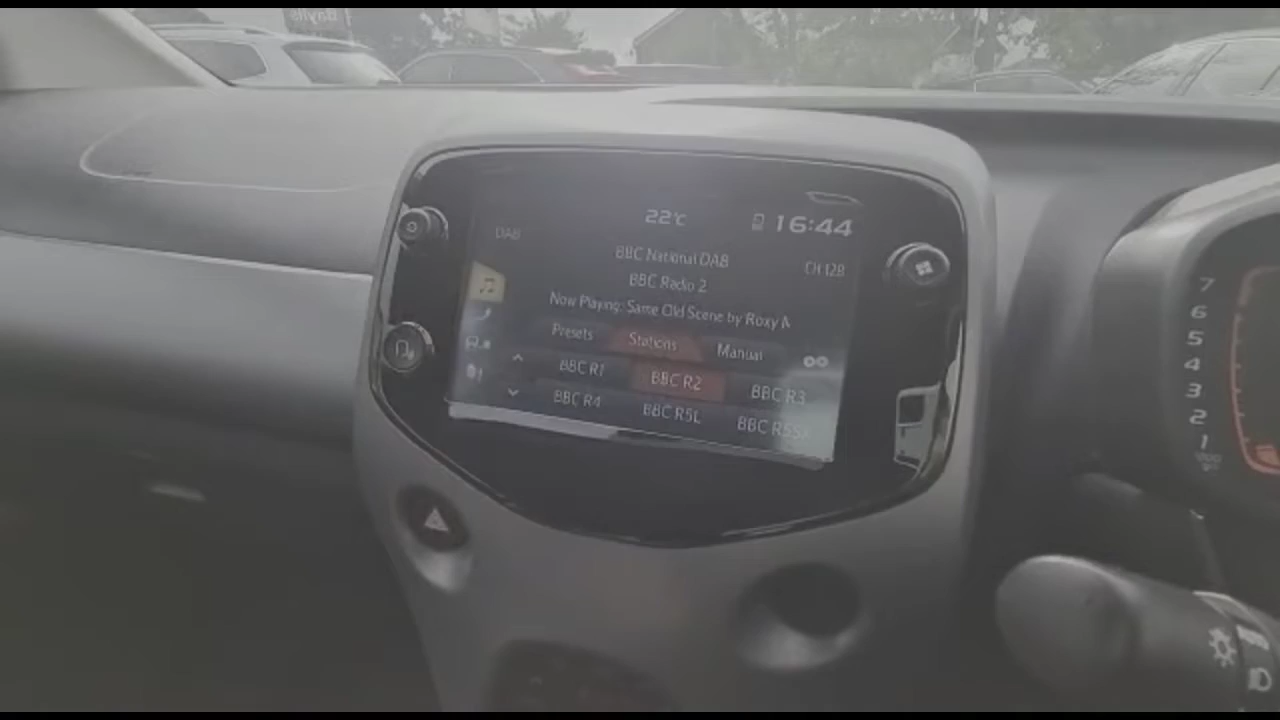 22°C
16:44
DAB
BBC National DAB
CH 12B
BBC Radio 2
Now Playing: Same Old Scene by Roxy M
Presets Stations Manual
BBC R1 BBC R2 BBC R3
BBC R4 BBC R5L BBC R5SX
7
6
5
4
3
2
1